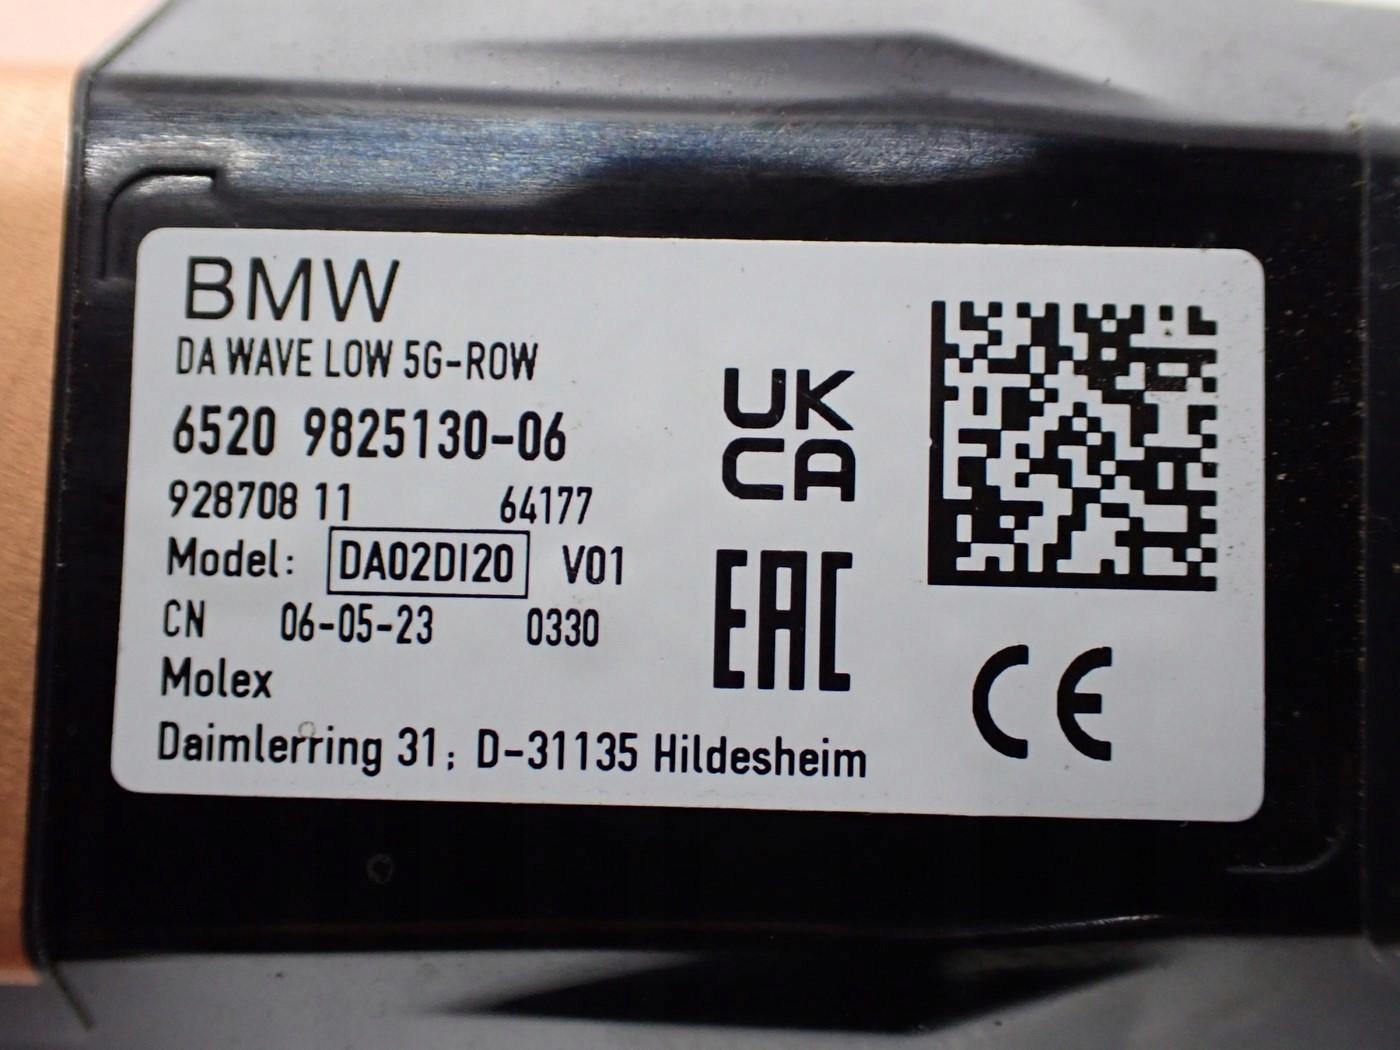 BMW
DA WAVE LOW 5G-ROW
6520 9825130-06
928708 11 64177
Model: DA02DI20 V01
CN 06-05-23 0330
Molex
Daimlerring 31; D-31135 Hildesheim
UK
CA
EAC
CE